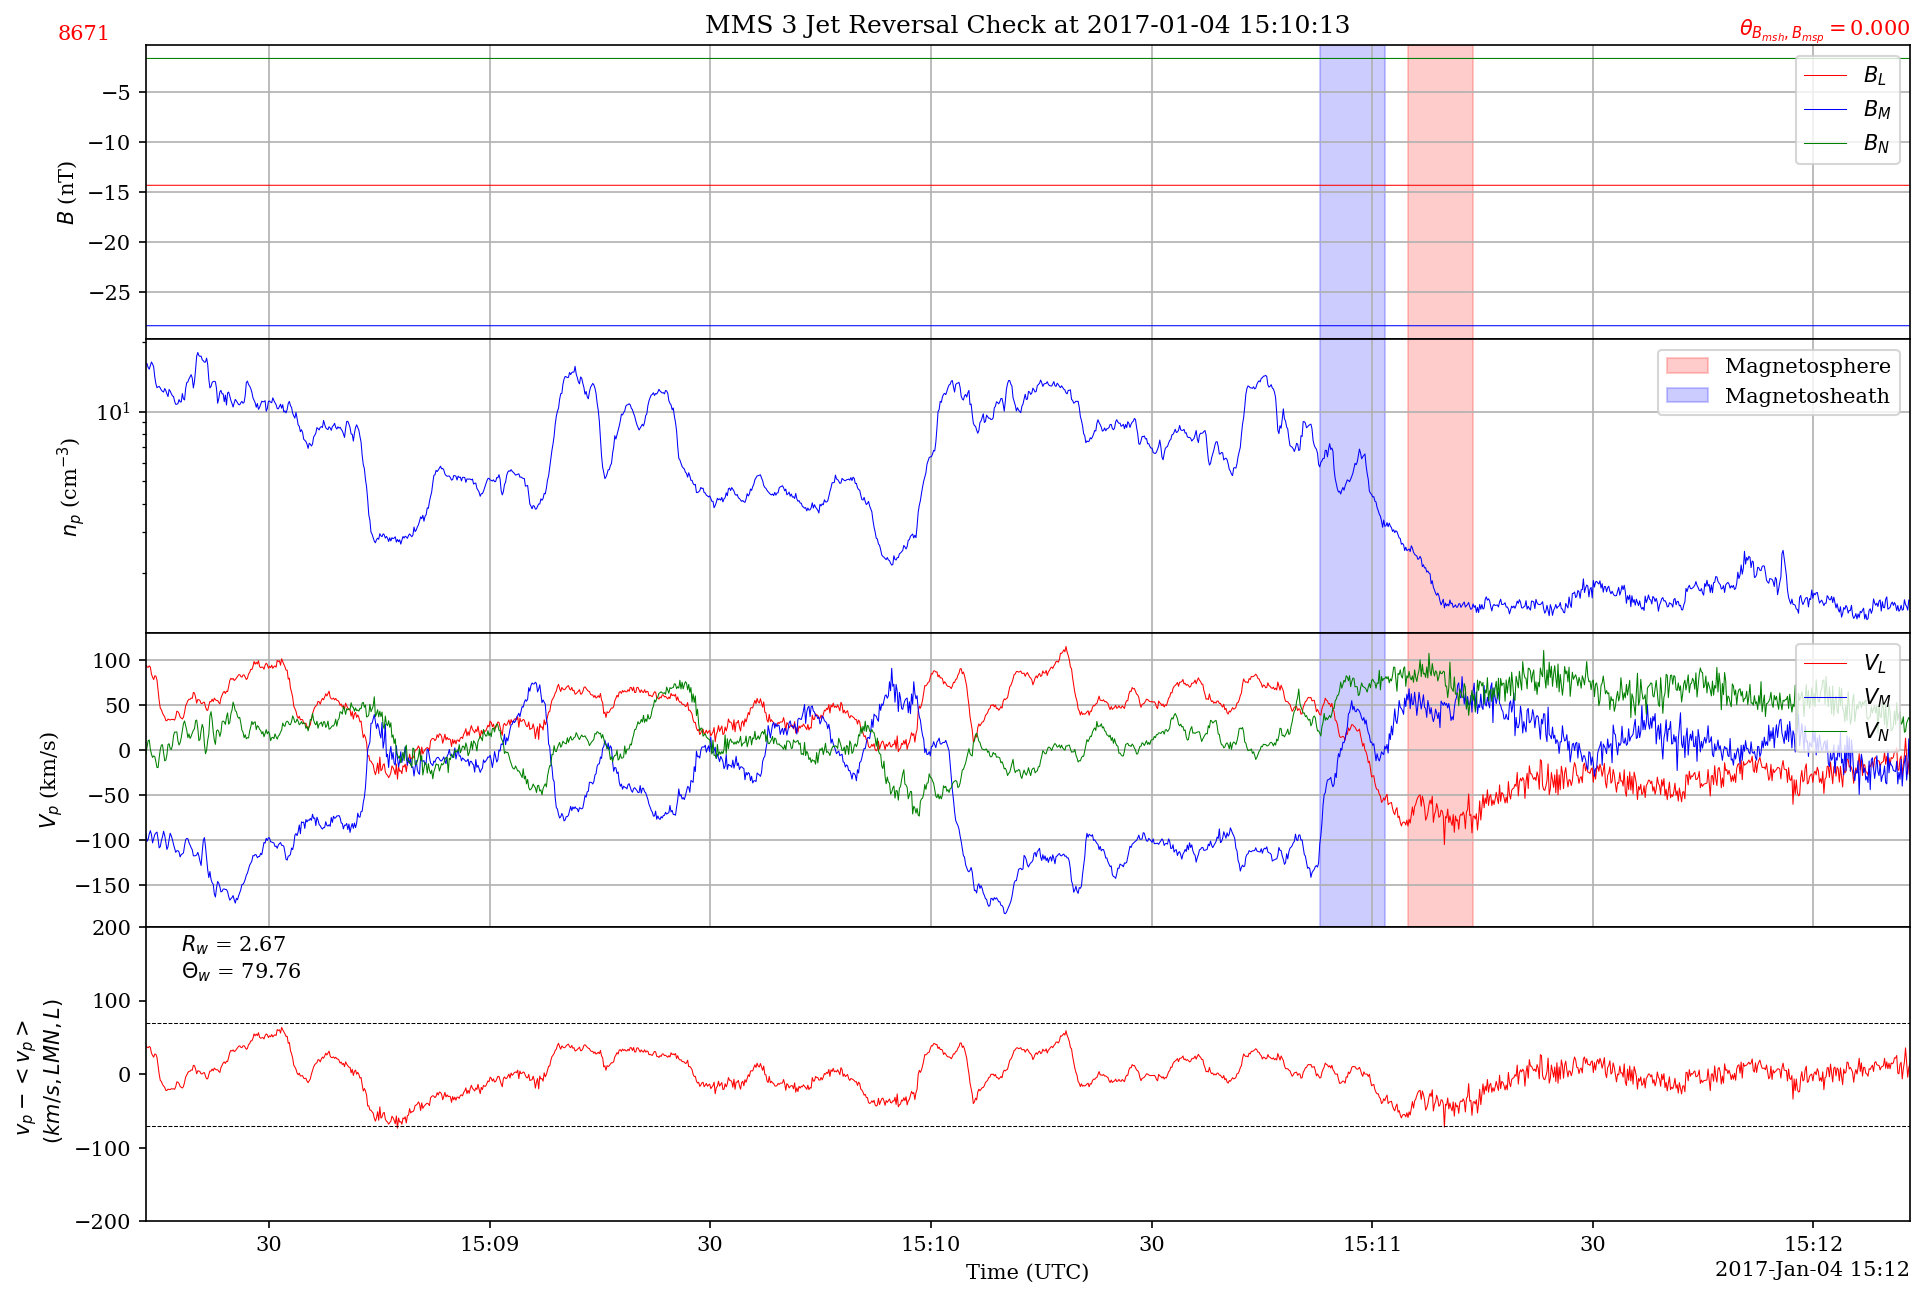 MMS 3 Jet Reversal Check at 2017-01-04 15:10:13
8671
θ_{B_{msh}, B_{msp}} = 0.000
B (nT)
−5
−10
−15
−20
−25
B_L
B_M
B_N
n_p (cm^{−3})
10^1
Magnetosphere
Magnetosheath
V_p (km/s)
100
50
0
−50
−100
−150
V_L
V_M
V_N
v_p − < v_p >
(km/s, LMN, L)
200
100
0
−100
−200
R_w = 2.67
Θ_w = 79.76
30
15:09
30
15:10
30
15:11
30
15:12
Time (UTC)
2017-Jan-04 15:12